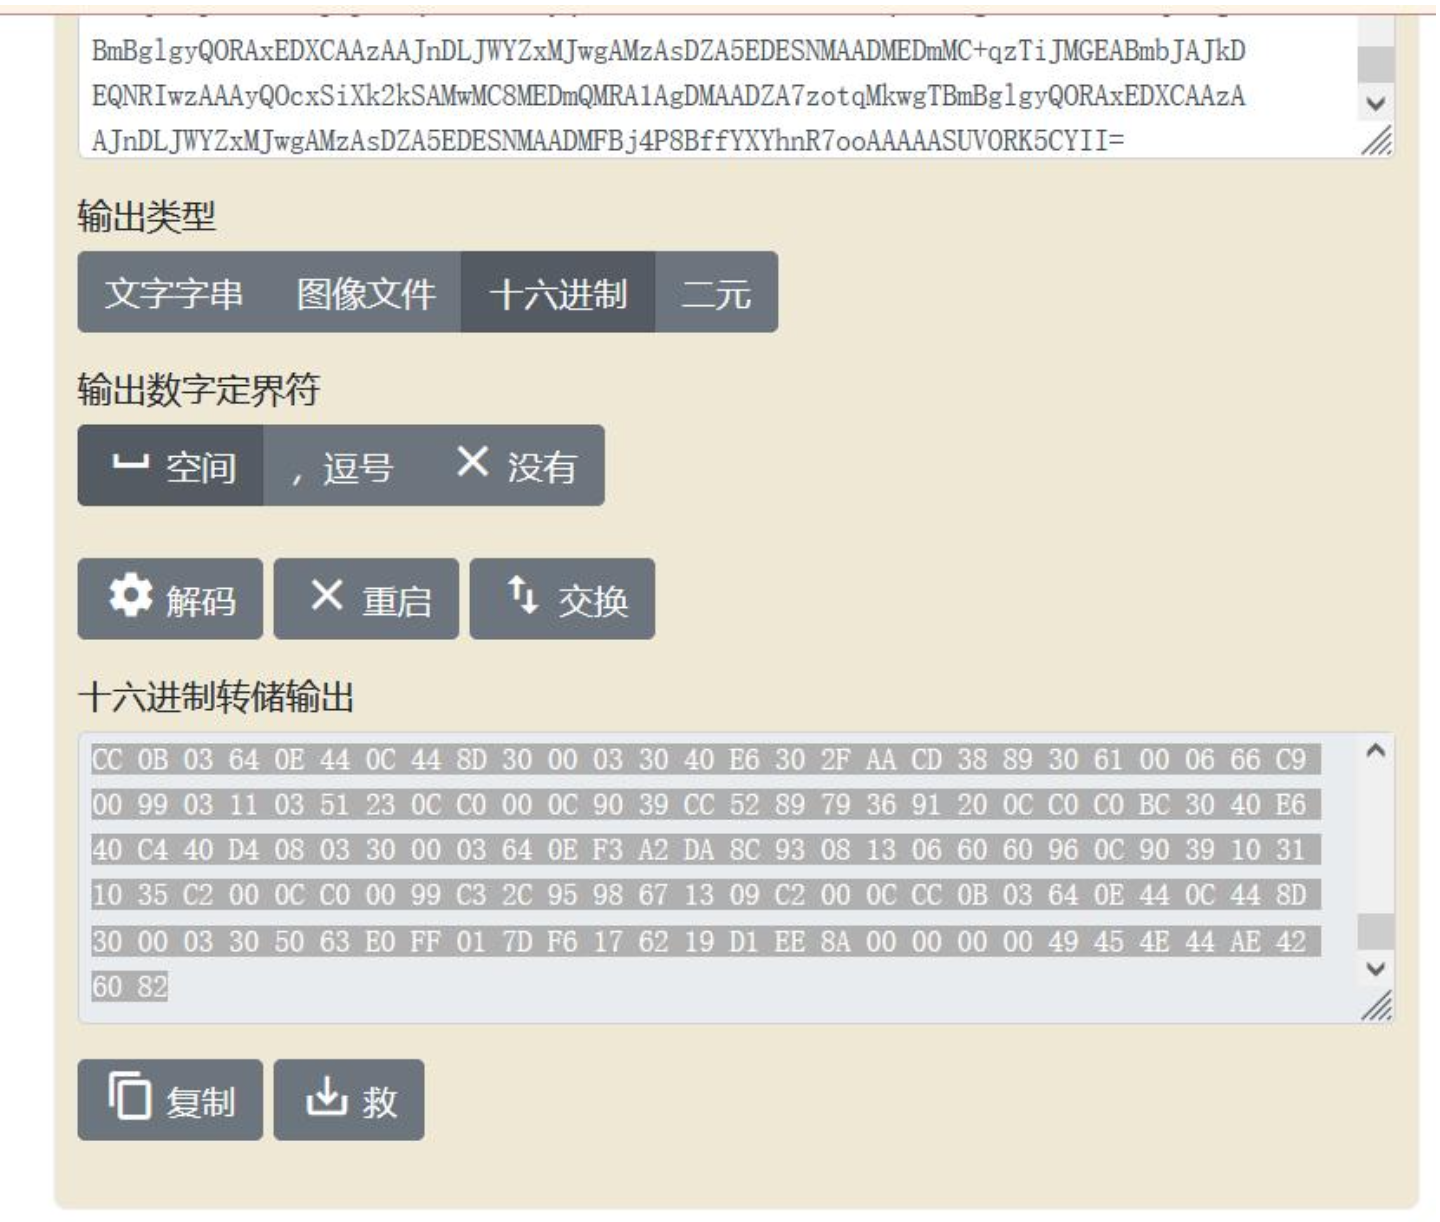 BmBglgyQORAxEDXCAAzAAJnDLJWYZxMJwgAMzAsDZA5EDESNMAADMEDmMC+qzTiJMGEABmbJAJkD
EQNRIwzAAAyQOcxSiXk2kSAMwMC8MEDmQMRA1AgDMAADZA7zotqMkwgTBmBglgyQORAxEDXCAAzA
AJnDLJWYZxMJwgAMzAsDZA5EDESNMAADMFBj4P8BffYXYhnR7ooAAAAASUVORK5CYII=
输出类型
文字字串 图像文件 十六进制 二元
输出数字定界符
空间 , 逗号 没有
解码 重启 交换
十六进制转储输出
CC 0B 03 64 0E 44 0C 44 8D 30 00 03 30 40 E6 30 2F AA CD 38 89 30 61 00 06 66 C9
00 99 03 11 03 51 23 0C C0 00 0C 90 39 CC 52 89 79 36 91 20 0C C0 C0 BC 30 40 E6
40 C4 40 D4 08 03 30 00 03 64 0E F3 A2 DA 8C 93 08 13 06 60 60 96 0C 90 39 10 31
10 35 C2 00 0C C0 00 99 C3 2C 95 98 67 13 09 C2 00 0C CC 0B 03 64 0E 44 0C 44 8D
30 00 03 30 50 63 E0 FF 01 7D F6 17 62 19 D1 EE 8A 00 00 00 00 49 45 4E 44 AE 42
60 82
复制 救